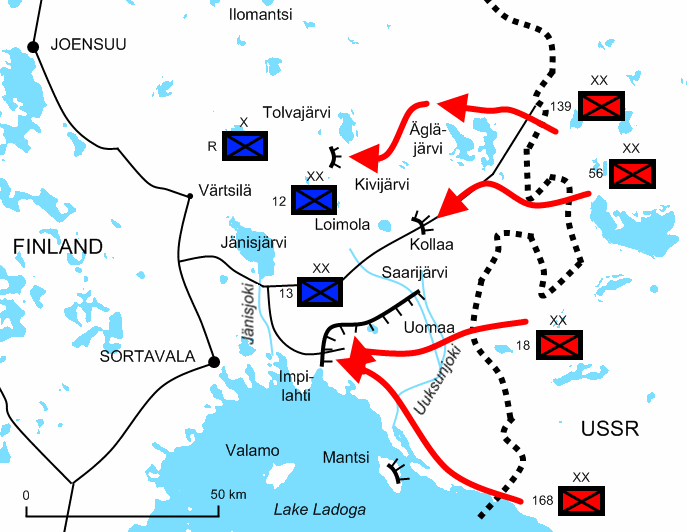 Ilomantsi
JOENSUU
XX
139
Tolvajärvi
X
R
Äglä-
järvi
XX
56
Kivijärvi
XX
12
Värtsilä
Loimola
Kollaa
FINLAND
Jänisjärvi
Saarijärvi
XX
13
Jänisjoki
Uomaa
XX
18
SORTAVALA
Impi-
lahti
Uuksunjoki
USSR
Valamo
Mantsi
XX
168
0
50 km
Lake Ladoga